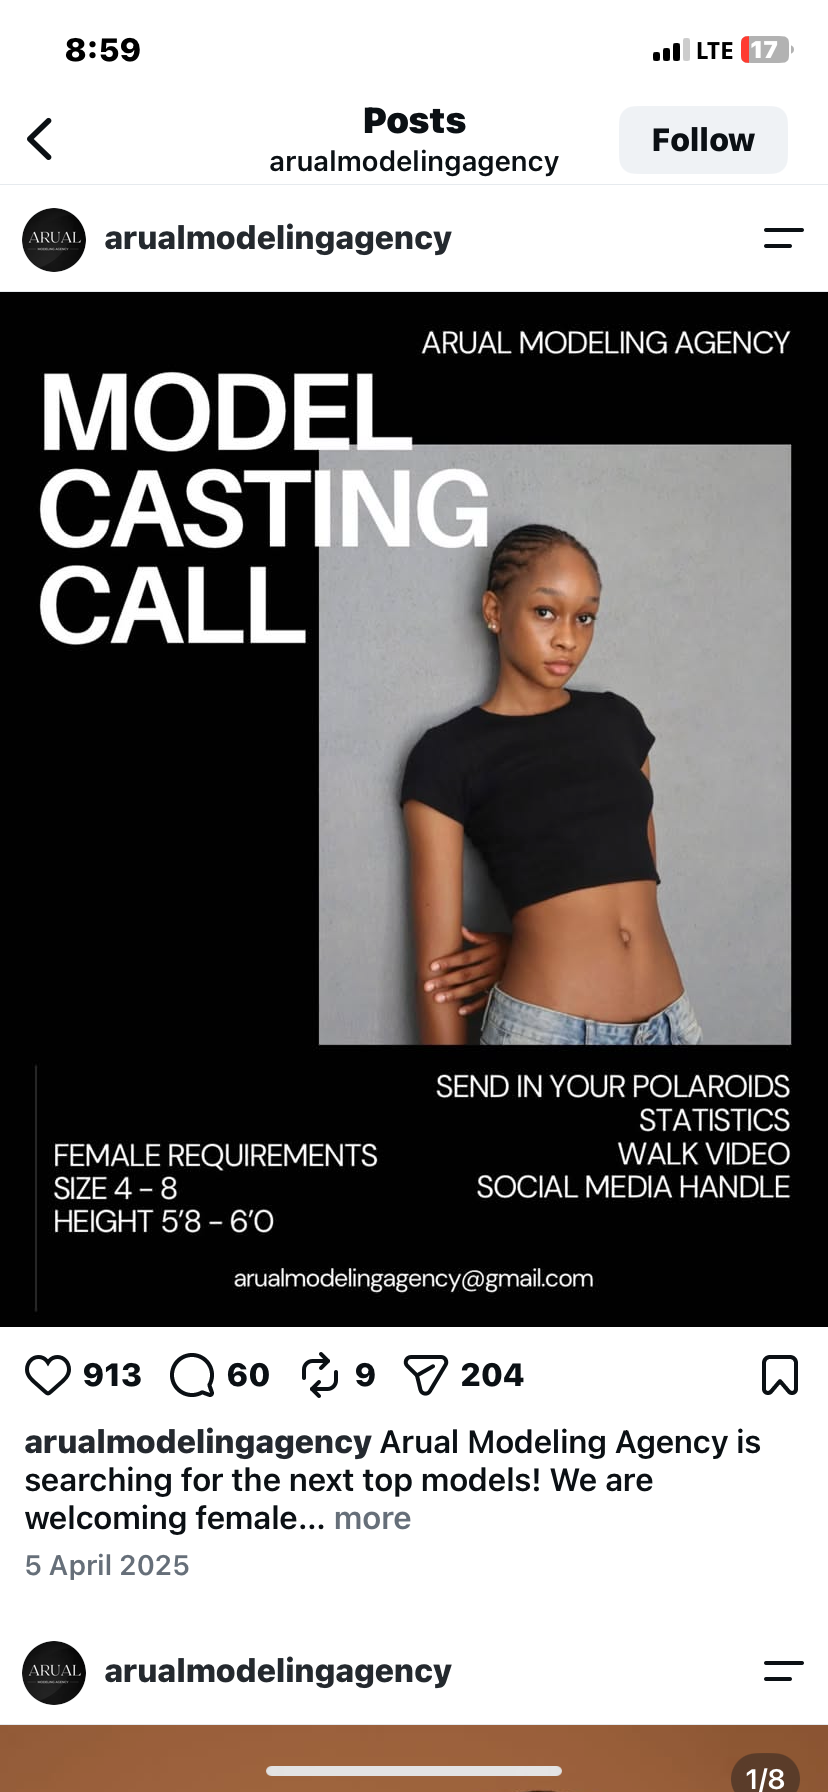 8:59
LTE 17
Posts
arualmodelingagency
Follow
ARUAL
arualmodelingagency
ARUAL MODELING AGENCY
MODEL
CASTING
CALL
SEND IN YOUR POLAROIDS
STATISTICS
WALK VIDEO
SOCIAL MEDIA HANDLE
FEMALE REQUIREMENTS
SIZE 4 – 8
HEIGHT 5'8 – 6'0
arualmodelingagency@gmail.com
913 60 9 204
arualmodelingagency Arual Modeling Agency is
searching for the next top models! We are
welcoming female... more
5 April 2025
ARUAL
arualmodelingagency
1/8